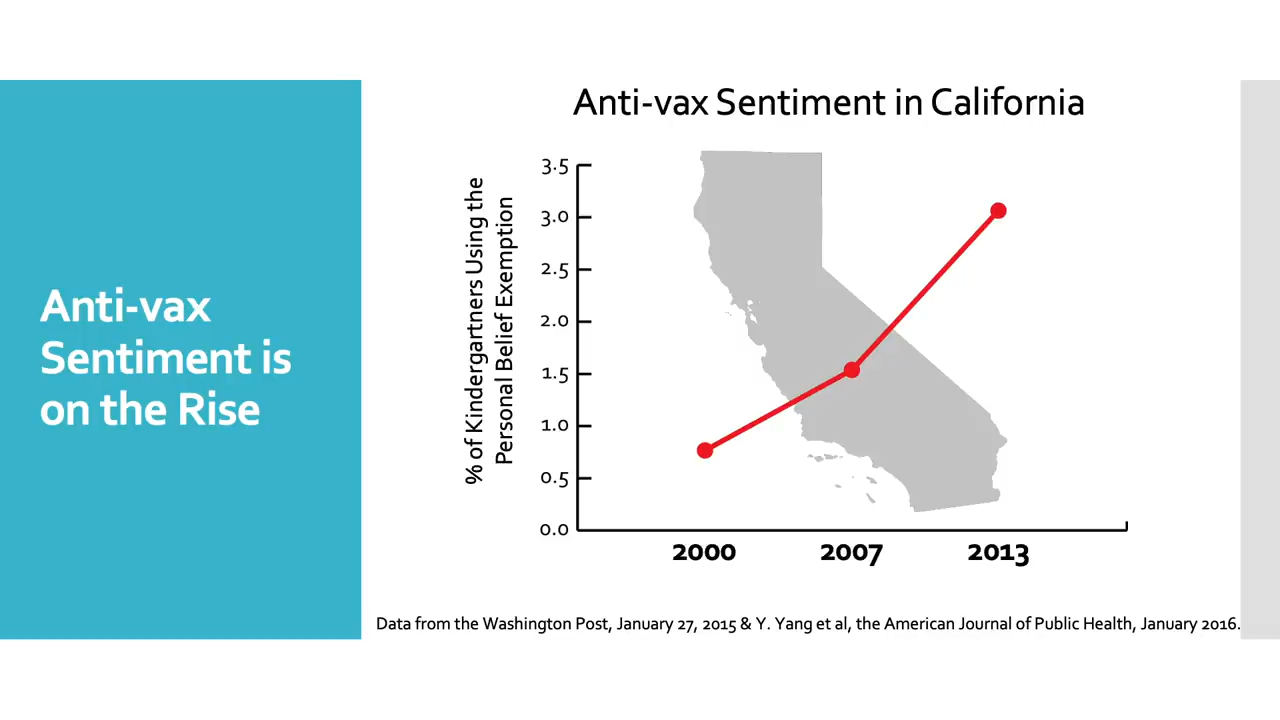 Anti-vax
Sentiment is
on the Rise
Anti-vax Sentiment in California
% of Kindergartners Using the
Personal Belief Exemption
3.5
3.0
2.5
2.0
1.5
1.0
0.5
0.0
2000 2007 2013
Data from the Washington Post, January 27, 2015 & Y. Yang et al, the American Journal of Public Health, January 2016.